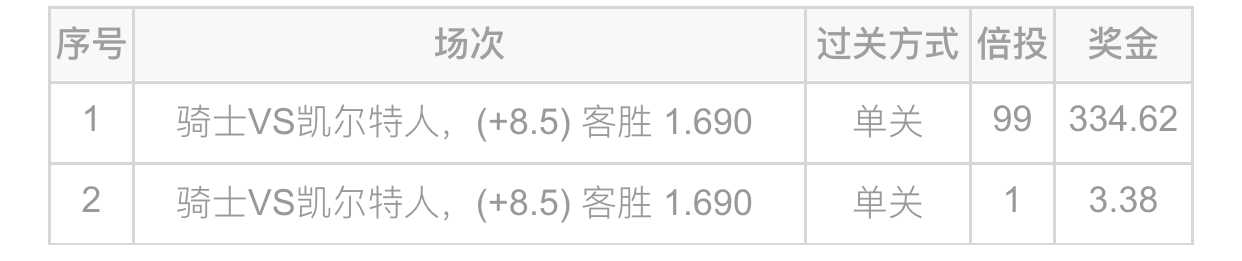 序号 场次 过关方式 倍投 奖金
1 骑士VS凯尔特人，(+8.5) 客胜 1.690 单关 99 334.62
2 骑士VS凯尔特人，(+8.5) 客胜 1.690 单关 1 3.38